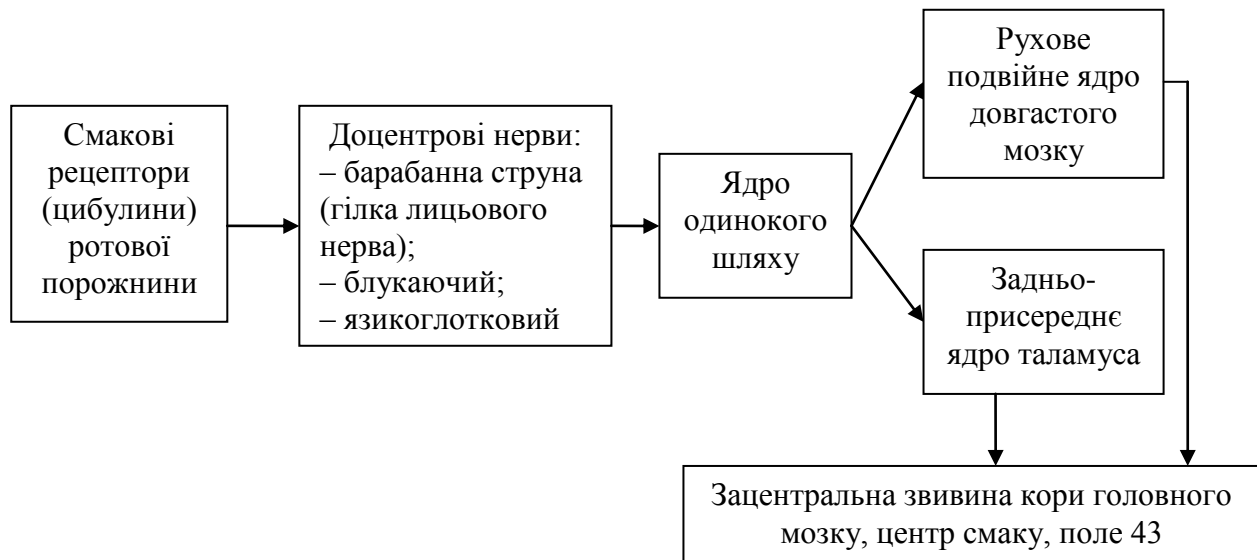 Смакові
рецептори
(цибулини)
ротової
порожнини
Доцентрові нерви:
– барабанна струна
(гілка лицьового
нерва);
– блукаючий;
– язикоглотковий
Ядро
одинокого
шляху
Рухове
подвійне ядро
довгастого
мозку
Задньо-
присереднє
ядро таламуса
Зацентральна звивина кори головного
мозку, центр смаку, поле 43